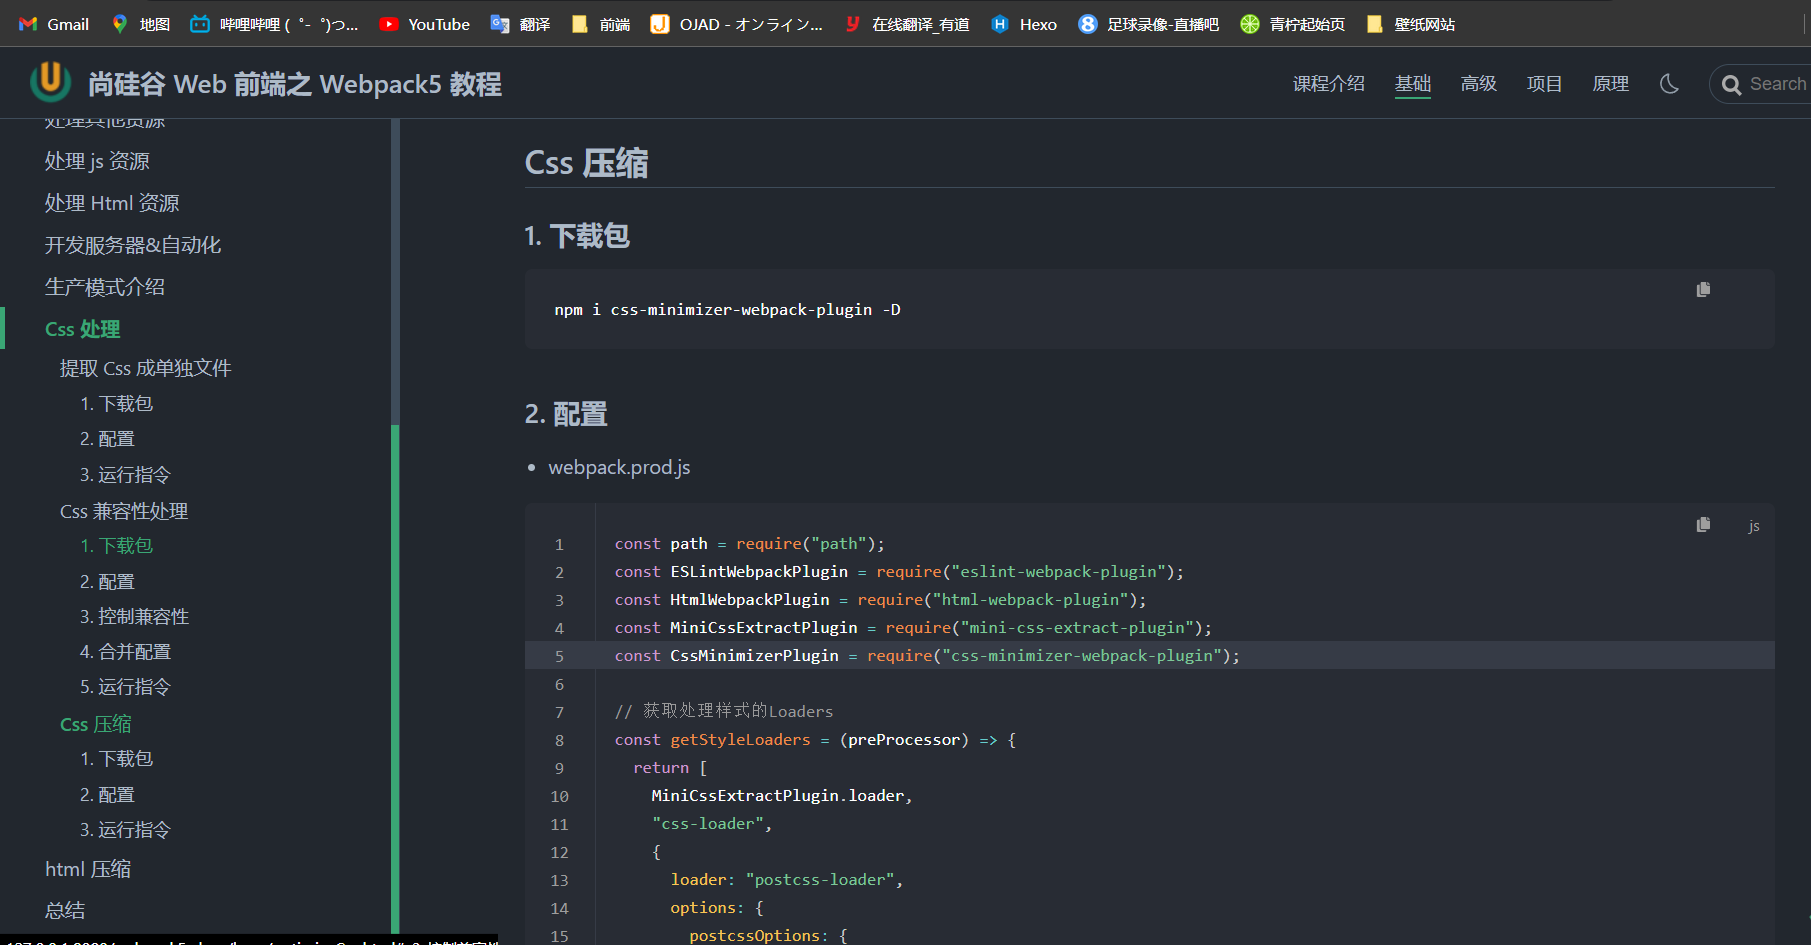 Gmail 地图 哔哩哔哩 ( ゜- ゜)つ... YouTube 翻译 前端 OJAD - オンライン... 在线翻译_有道 Hexo 足球录像-直播吧 青柠起始页 壁纸网站
尚硅谷 Web 前端之 Webpack5 教程
课程介绍 基础 高级 项目 原理 Search
处理其他资源
处理 js 资源
处理 Html 资源
开发服务器&自动化
生产模式介绍
Css 处理
提取 Css 成单独文件
1. 下载包
2. 配置
3. 运行指令
Css 兼容性处理
1. 下载包
2. 配置
3. 控制兼容性
4. 合并配置
5. 运行指令
Css 压缩
1. 下载包
2. 配置
3. 运行指令
html 压缩
总结
Css 压缩
1. 下载包
npm i css-minimizer-webpack-plugin -D
2. 配置
• webpack.prod.js
js
1 const path = require("path");
2 const ESLintWebpackPlugin = require("eslint-webpack-plugin");
3 const HtmlWebpackPlugin = require("html-webpack-plugin");
4 const MiniCssExtractPlugin = require("mini-css-extract-plugin");
5 const CssMinimizerPlugin = require("css-minimizer-webpack-plugin");
6
7 // 获取处理样式的Loaders
8 const getStyleLoaders = (preProcessor) => {
9 return [
10 MiniCssExtractPlugin.loader,
11 "css-loader",
12 {
13 loader: "postcss-loader",
14 options: {
15 postcssOptions: {